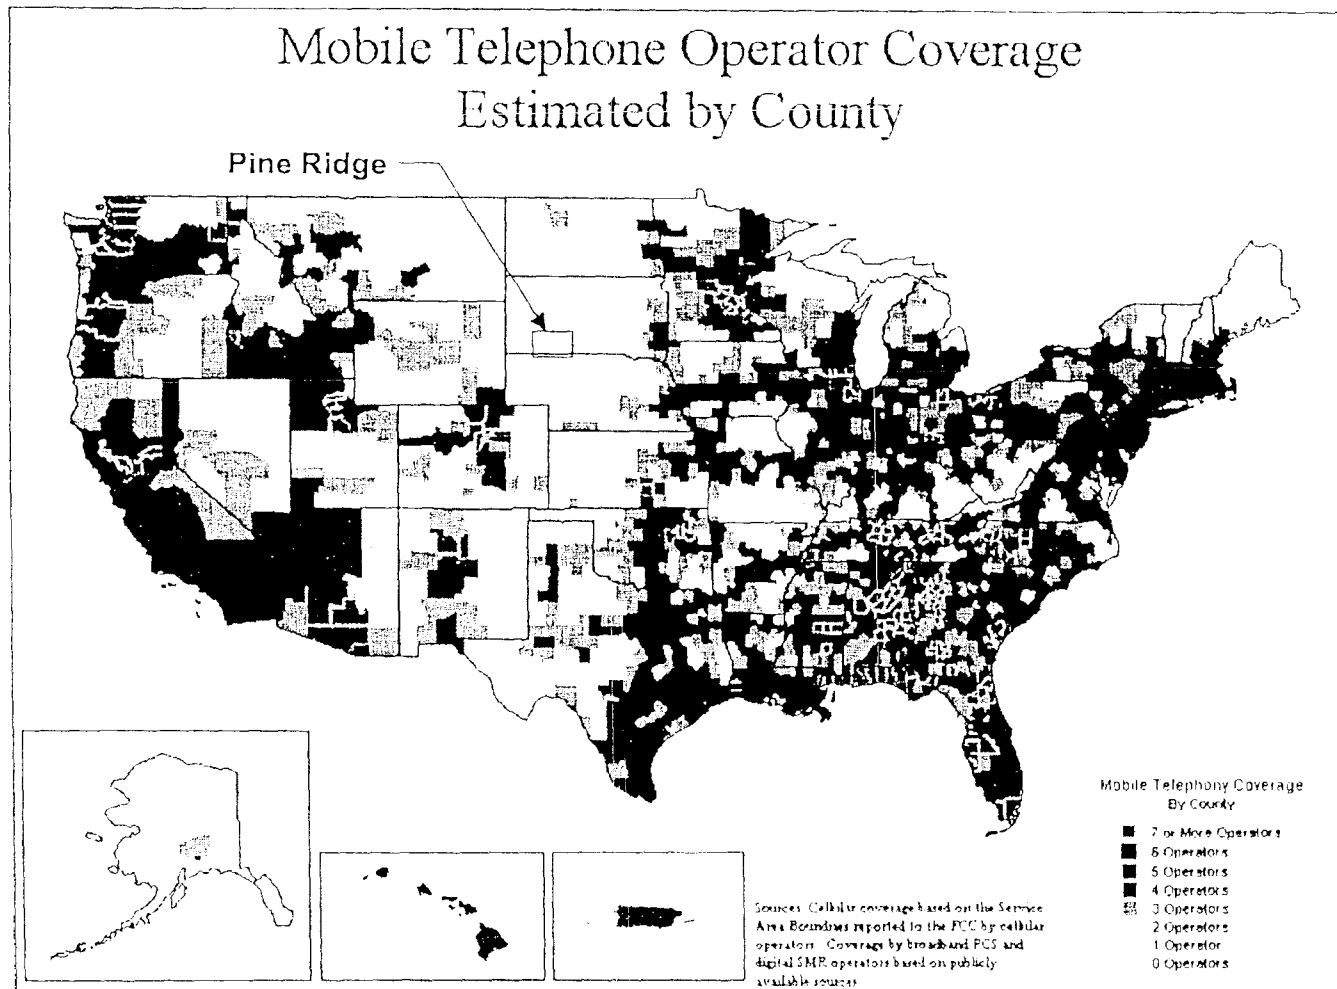 Mobile Telephone Operator Coverage
Estimated by County
Pine Ridge
Mobile Telephony Coverage
By County
7 or More Operators
6 Operators
5 Operators
4 Operators
3 Operators
2 Operators
1 Operator
0 Operators
Sources: Cellular coverage based on the Service
Area Boundries reported to the FCC by cellular
operators. Coverage by broadband PCS and
digital SMR operators based on publicly
available sources